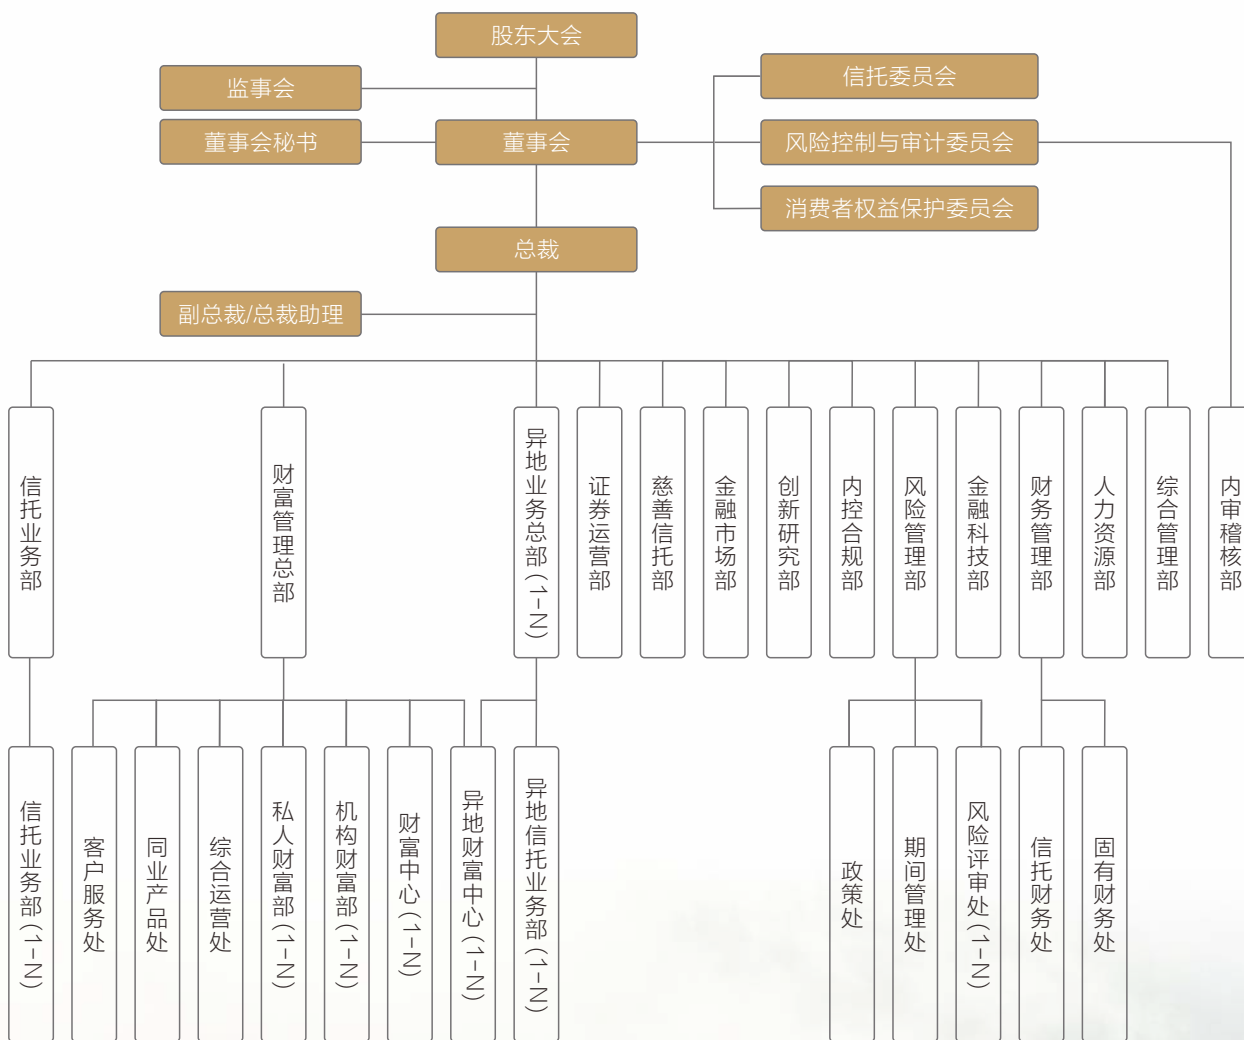 股东大会
监事会
信托委员会
董事会秘书
董事会
风险控制与审计委员会
消费者权益保护委员会
总裁
副总裁/总裁助理
信托业务部
财富管理总部
异地业务总部(1-N)
证券运营部
慈善信托部
金融市场部
创新研究部
内控合规部
风险管理部
金融科技部
财务管理部
人力资源部
综合管理部
内审稽核部
信托业务部(1-N)
客户服务处
同业产品处
综合运营处
私人财富部(1-N)
机构财富部(1-N)
财富中心(1-N)
异地财富中心(1-N)
异地信托业务部(1-N)
政策处
期间管理处
风险评审处(1-N)
信托财务处
固有财务处